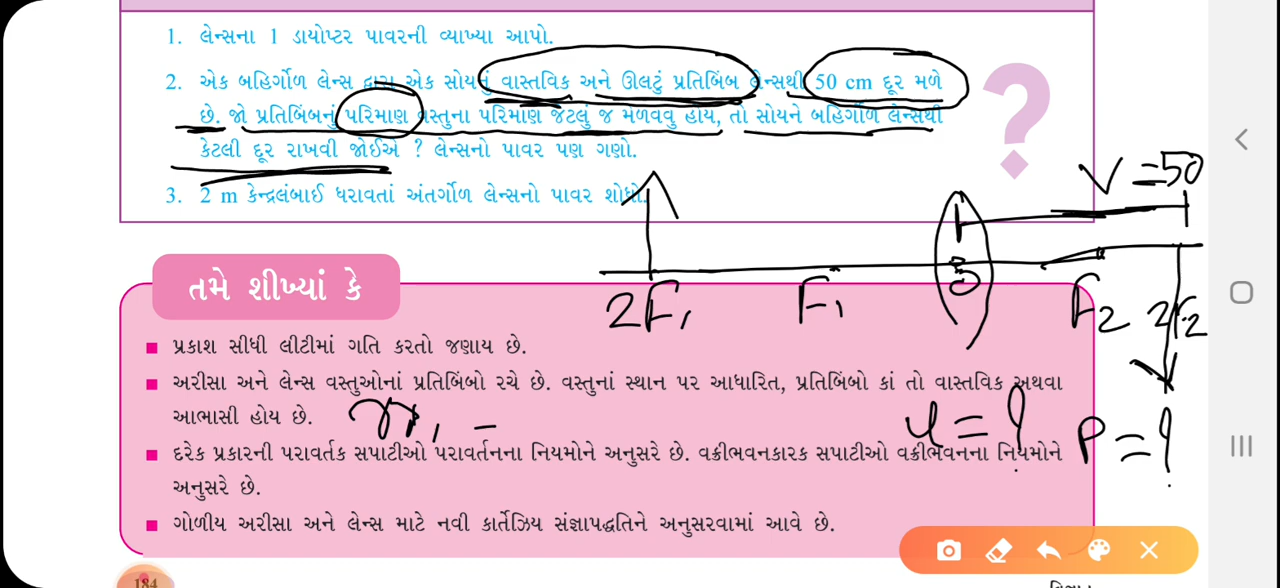 1. લેન્સના 1 ડાયોપ્ટર પાવરની વ્યાખ્યા આપો.
2. એક બહિર્ગોળ લેન્સ દ્વારા એક સોયનું વાસ્તવિક અને ઊલટું પ્રતિબિંબ લેન્સથી 50 cm દૂર મળે
છે. જો પ્રતિબિંબનું પરિમાણ વસ્તુના પરિમાણ જેટલું જ મળવવુ હોય, તો સોયને બહિર્ગોળ લેન્સથી
કેટલી દૂર રાખવી જોઈએ ? લેન્સનો પાવર પણ ગણો.
3. 2 m કેન્દ્રલંબાઈ ધરાવતાં અંતર્ગોળ લેન્સનો પાવર શોધો.
?
V = 50
2F₁ F₁ O F₂ 2F₂
તમે શીખ્યાં કે
■ પ્રકાશ સીધી લીટીમાં ગતિ કરતો જણાય છે.
■ અરીસા અને લેન્સ વસ્તુઓનાં પ્રતિબિંબો રચે છે. વસ્તુનાં સ્થાન પર આધારિત, પ્રતિબિંબો કાં તો વાસ્તવિક અથવા
આભાસી હોય છે.
u = ? P = ?
■ દરેક પ્રકારની પરાવર્તક સપાટીઓ પરાવર્તનના નિયમોને અનુસરે છે. વક્રીભવનકારક સપાટીઓ વક્રીભવનના નિયમોને
અનુસરે છે.
■ ગોળીય અરીસા અને લેન્સ માટે નવી કાર્તેઝિય સંજ્ઞાપદ્ધતિને અનુસરવામાં આવે છે.
184